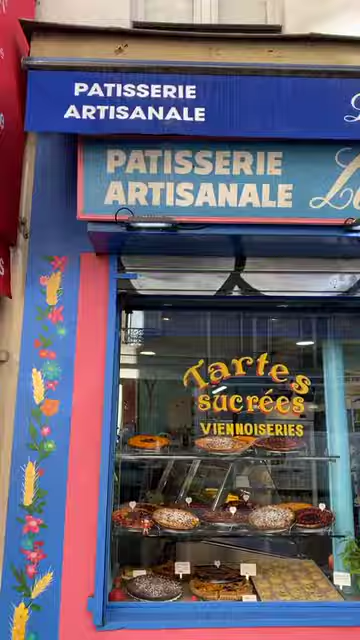 PATISSERIE
ARTISANALE
PATISSERIE
ARTISANALE
Tartes
sucrées
VIENNOISERIES